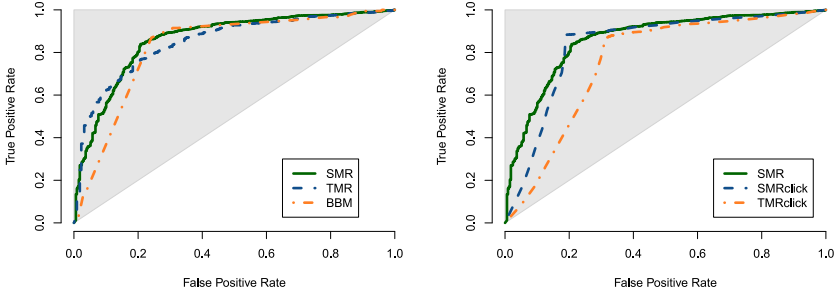 1.0
0.8
0.6
0.4
0.2
0.0
True Positive Rate
SMR
TMR
BBM
0.0 0.2 0.4 0.6 0.8 1.0
False Positive Rate
1.0
0.8
0.6
0.4
0.2
0.0
True Positive Rate
SMR
SMRclick
TMRclick
0.0 0.2 0.4 0.6 0.8 1.0
False Positive Rate